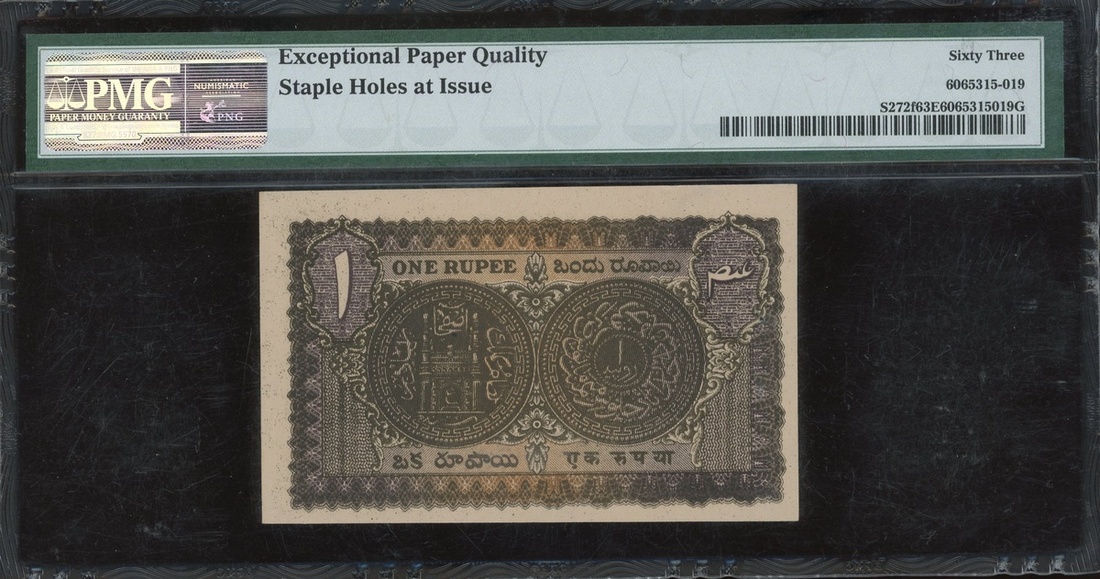 PMG
PAPER MONEY GUARANTY
NUMISMATIC
PNG
Exceptional Paper Quality
Staple Holes at Issue
Sixty Three
6065315-019
S272f63E6065315019G
۱
ONE RUPEE
ಒಂದು ರೂಪಾಯಿ
ఒక రూపాయి
एक रुपया